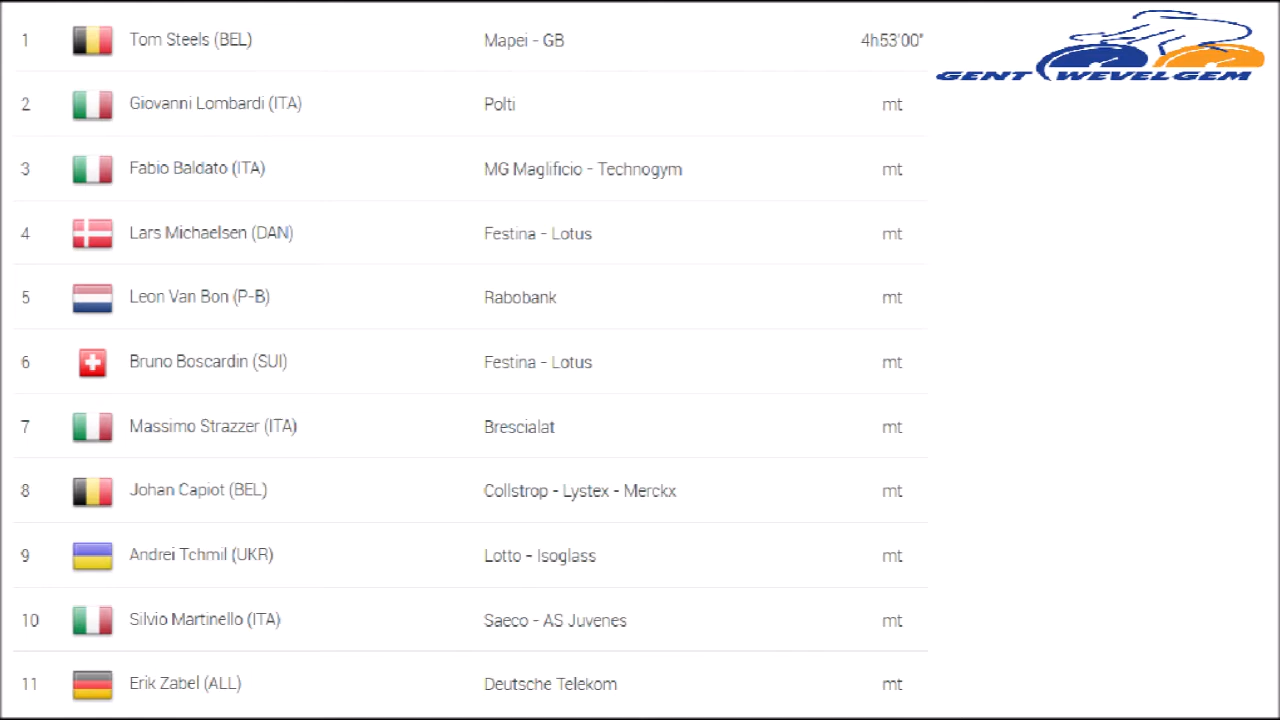 1 Tom Steels (BEL) Mapei - GB 4h53'00"
GENT WEVELGEM
2 Giovanni Lombardi (ITA) Polti mt
3 Fabio Baldato (ITA) MG Maglificio - Technogym mt
4 Lars Michaelsen (DAN) Festina - Lotus mt
5 Leon Van Bon (P-B) Rabobank mt
6 Bruno Boscardin (SUI) Festina - Lotus mt
7 Massimo Strazzer (ITA) Brescialat mt
8 Johan Capiot (BEL) Collstrop - Lystex - Merckx mt
9 Andrei Tchmil (UKR) Lotto - Isoglass mt
10 Silvio Martinello (ITA) Saeco - AS Juvenes mt
11 Erik Zabel (ALL) Deutsche Telekom mt